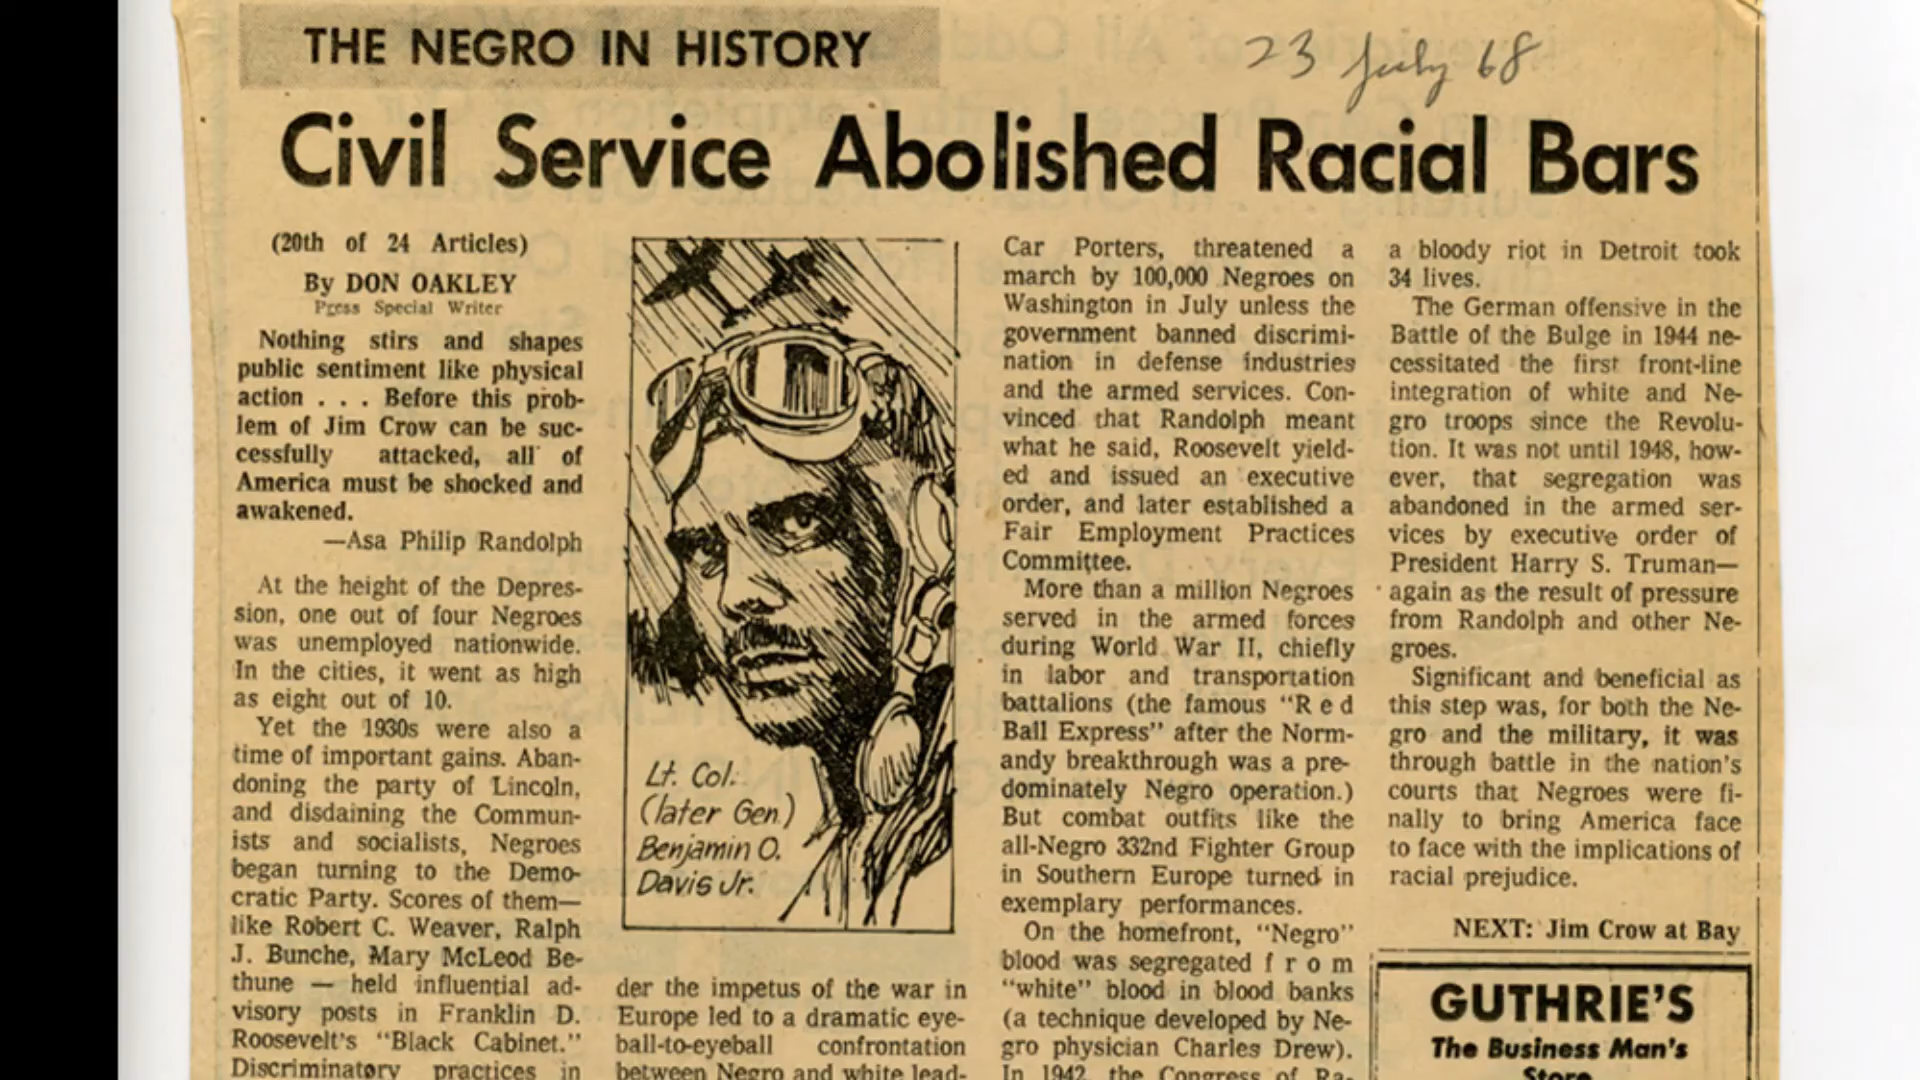 THE NEGRO IN HISTORY
23 July 68
Civil Service Abolished Racial Bars
(20th of 24 Articles)
By DON OAKLEY
Press Special Writer
Nothing stirs and shapes
public sentiment like physical
action . . . Before this prob-
lem of Jim Crow can be suc-
cessfully attacked, all of
America must be shocked and
awakened.
—Asa Philip Randolph
At the height of the Depres-
sion, one out of four Negroes
was unemployed nationwide.
In the cities, it went as high
as eight out of 10.
Yet the 1930s were also a
time of important gains. Aban-
doning the party of Lincoln,
and disdaining the Commun-
ists and socialists, Negroes
began turning to the Demo-
cratic Party. Scores of them—
like Robert C. Weaver, Ralph
J. Bunche, Mary McLeod Be-
thune — held influential ad-
visory posts in Franklin D.
Roosevelt's "Black Cabinet."
Discriminatory practices in
Lt. Col.
(later Gen.)
Benjamin O.
Davis Jr.
der the impetus of the war in
Europe led to a dramatic eye-
ball-to-eyeball confrontation
between Negro and white lead-
Car Porters, threatened a
march by 100,000 Negroes on
Washington in July unless the
government banned discrimi-
nation in defense industries
and the armed services. Con-
vinced that Randolph meant
what he said, Roosevelt yield-
ed and issued an executive
order, and later established a
Fair Employment Practices
Committee.
More than a million Negroes
served in the armed forces
during World War II, chiefly
in labor and transportation
battalions (the famous "Red
Ball Express" after the Norm-
andy breakthrough was a pre-
dominately Negro operation.)
But combat outfits like the
all-Negro 332nd Fighter Group
in Southern Europe turned in
exemplary performances.
On the homefront, "Negro"
blood was segregated from
"white" blood in blood banks
(a technique developed by Ne-
gro physician Charles Drew).
In 1942, the Congress of Ra-
a bloody riot in Detroit took
34 lives.
The German offensive in the
Battle of the Bulge in 1944 ne-
cessitated the first front-line
integration of white and Ne-
gro troops since the Revolu-
tion. It was not until 1948, how-
ever, that segregation was
abandoned in the armed ser-
vices by executive order of
President Harry S. Truman—
again as the result of pressure
from Randolph and other Ne-
groes.
Significant and beneficial as
this step was, for both the Ne-
gro and the military, it was
through battle in the nation's
courts that Negroes were fi-
nally to bring America face
to face with the implications of
racial prejudice.
NEXT: Jim Crow at Bay
GUTHRIE'S
The Business Man's
Store